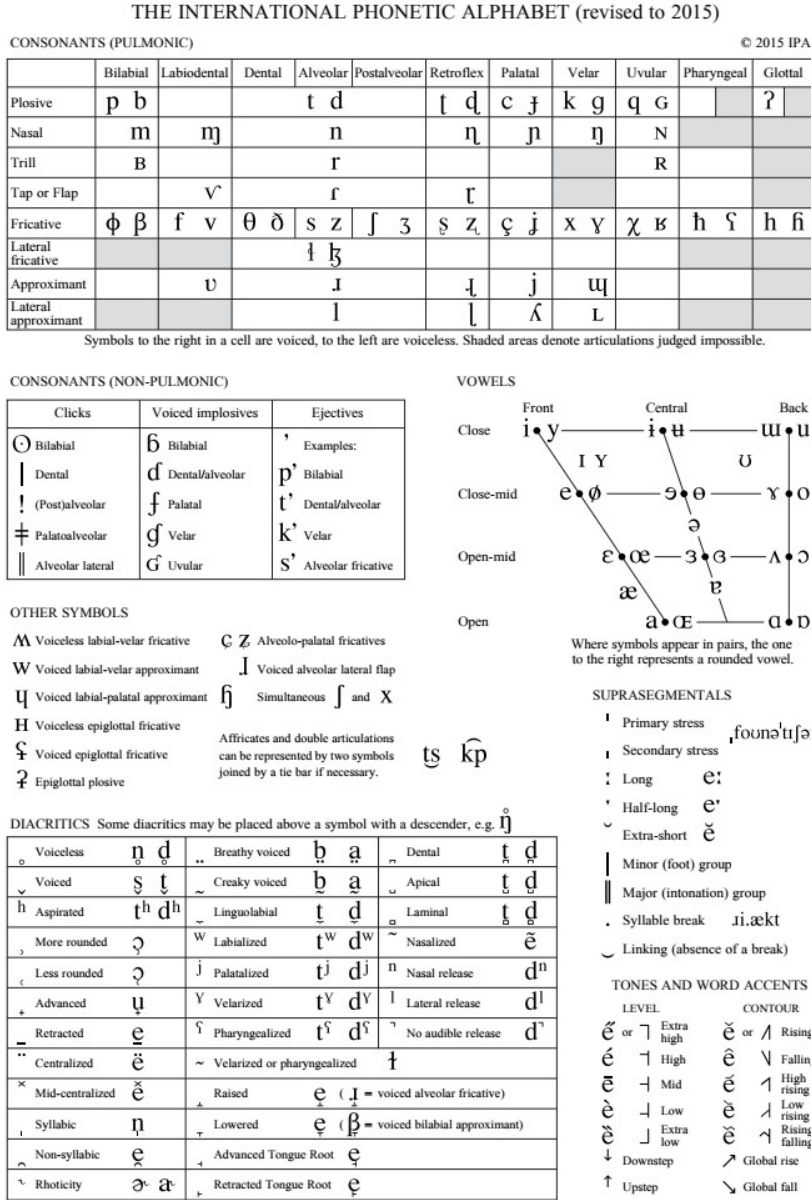 THE INTERNATIONAL PHONETIC ALPHABET (revised to 2015)
CONSONANTS (PULMONIC) © 2015 IPA
Bilabial Labiodental Dental Alveolar Postalveolar Retroflex Palatal Velar Uvular Pharyngeal Glottal
Plosive p b t d ʈ ɖ c ɟ k ɡ q ɢ ʔ
Nasal m ɱ n ɳ ɲ ŋ ɴ
Trill ʙ r ʀ
Tap or Flap ⱱ ɾ ɽ
Fricative ɸ β f v θ ð s z ʃ ʒ ʂ ʐ ç ʝ x ɣ χ ʁ ħ ʕ h ɦ
Lateral fricative ɬ ɮ
Approximant ʋ ɹ ɻ j ɰ
Lateral approximant l ɭ ʎ ʟ
Symbols to the right in a cell are voiced, to the left are voiceless. Shaded areas denote articulations judged impossible.
CONSONANTS (NON-PULMONIC)
Clicks Voiced implosives Ejectives
ʘ Bilabial ɓ Bilabial ʼ Examples:
ǀ Dental ɗ Dental/alveolar pʼ Bilabial
ǃ (Post)alveolar ʄ Palatal tʼ Dental/alveolar
ǂ Palatoalveolar ɠ Velar kʼ Velar
ǁ Alveolar lateral ʛ Uvular sʼ Alveolar fricative
VOWELS
Front Central Back
Close i y ɨ ʉ ɯ u
ɪ ʏ ʊ
Close-mid e ø ɘ ɵ ɤ o
ə
Open-mid ɛ œ ɜ ɞ ʌ ɔ
æ ɐ
Open a ɶ ɑ ɒ
Where symbols appear in pairs, the one
to the right represents a rounded vowel.
OTHER SYMBOLS
ʍ Voiceless labial-velar fricative ɕ ʑ Alveolo-palatal fricatives
w Voiced labial-velar approximant ɺ Voiced alveolar lateral flap
ɥ Voiced labial-palatal approximant ɧ Simultaneous ʃ and x
ʜ Voiceless epiglottal fricative
ʢ Voiced epiglottal fricative
ʡ Epiglottal plosive
Affricates and double articulations
can be represented by two symbols
joined by a tie bar if necessary.
t͜s k͡p
SUPRASEGMENTALS
ˈ Primary stress
ˌ Secondary stress
ˌfoʊnəˈtɪʃə
ː Long eː
ˑ Half-long eˑ
˘ Extra-short ĕ
| Minor (foot) group
‖ Major (intonation) group
. Syllable break ɹi.ækt
‿ Linking (absence of a break)
DIACRITICS Some diacritics may be placed above a symbol with a descender, e.g. ŋ̊
̥ Voiceless n̥ d̥ ̤ Breathy voiced b̤ a̤ ̪ Dental t̪ d̪
̬ Voiced s̬ t̬ ̰ Creaky voiced b̰ a̰ ̺ Apical t̺ d̺
ʰ Aspirated tʰ dʰ ̼ Linguolabial t̼ d̼ ̻ Laminal t̻ d̻
̹ More rounded ɔ̹ ʷ Labialized tʷ dʷ ̃ Nasalized ẽ
̜ Less rounded ɔ̜ ʲ Palatalized tʲ dʲ ⁿ Nasal release dⁿ
̟ Advanced u̟ ˠ Velarized tˠ dˠ ˡ Lateral release dˡ
̠ Retracted e̠ ˤ Pharyngealized tˤ dˤ ̚ No audible release d̚
̈ Centralized ë ̴ Velarized or pharyngealized ɫ
̽ Mid-centralized e̽ ̝ Raised e̝ ( ɹ̝ = voiced alveolar fricative)
̩ Syllabic n̩ ̞ Lowered e̞ ( β̞ = voiced bilabial approximant)
̯ Non-syllabic e̯ ̘ Advanced Tongue Root e̘
˞ Rhoticity ɚ a˞ ̙ Retracted Tongue Root e̙
TONES AND WORD ACCENTS
LEVEL CONTOUR
e̋ or ˥ Extra high ě or ˩˥ Rising
é ˦ High ê ˥˩ Fallin
ē ˧ Mid e᷄ ˦˥ High rising
è ˨ Low e᷅ ˩˨ Low rising
ȅ ˩ Extra low e᷈ ˧˦˧ Rising falling
↓ Downstep ↗ Global rise
↑ Upstep ↘ Global fall